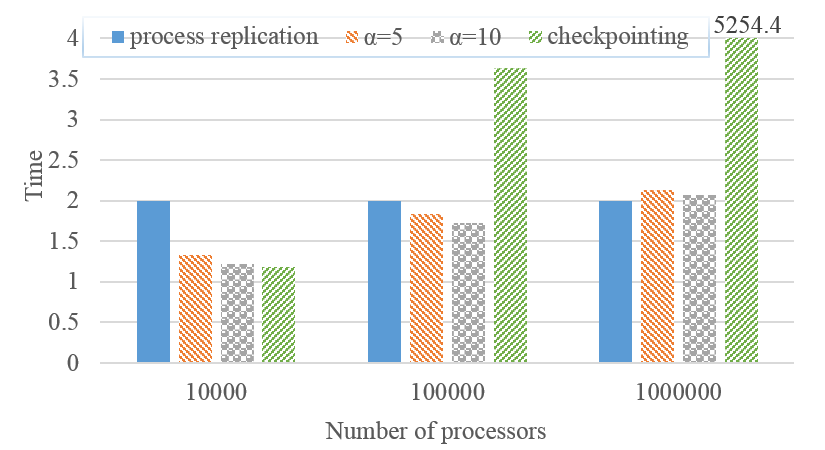 process replication α=5 α=10 checkpointing
5254.4
4
3.5
3
2.5
2
1.5
1
0.5
0
Time
10000 100000 1000000
Number of processors